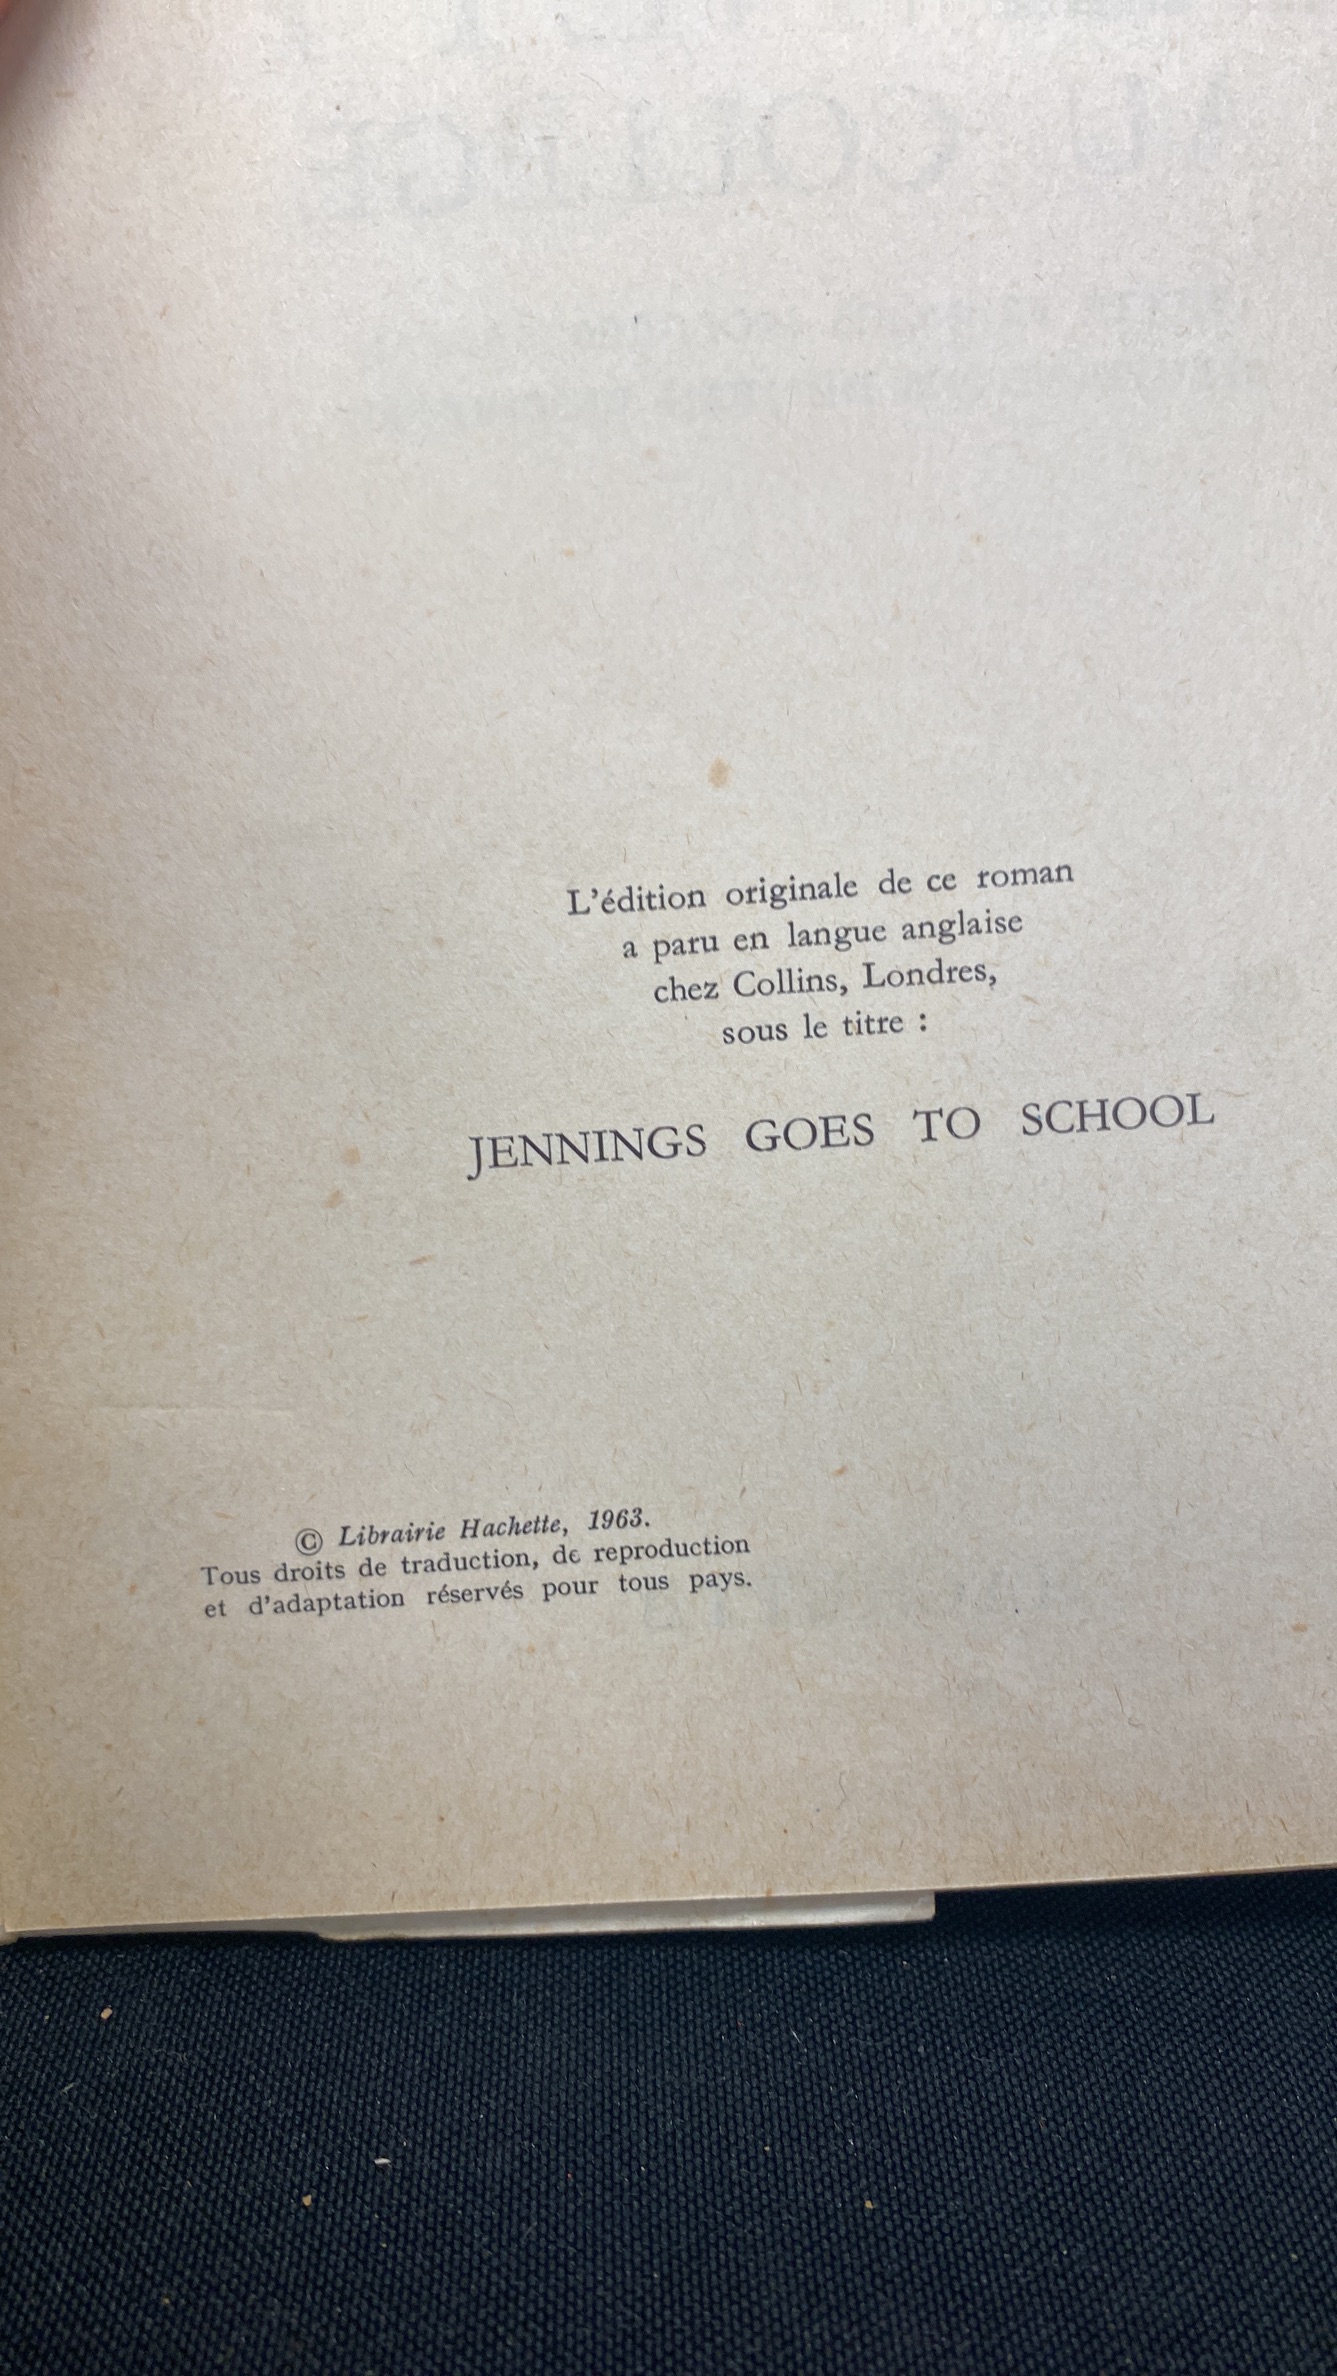 L'édition originale de ce roman
a paru en langue anglaise
chez Collins, Londres,
sous le titre :
JENNINGS GOES TO SCHOOL
© Librairie Hachette, 1963.
Tous droits de traduction, de reproduction
et d'adaptation réservés pour tous pays.